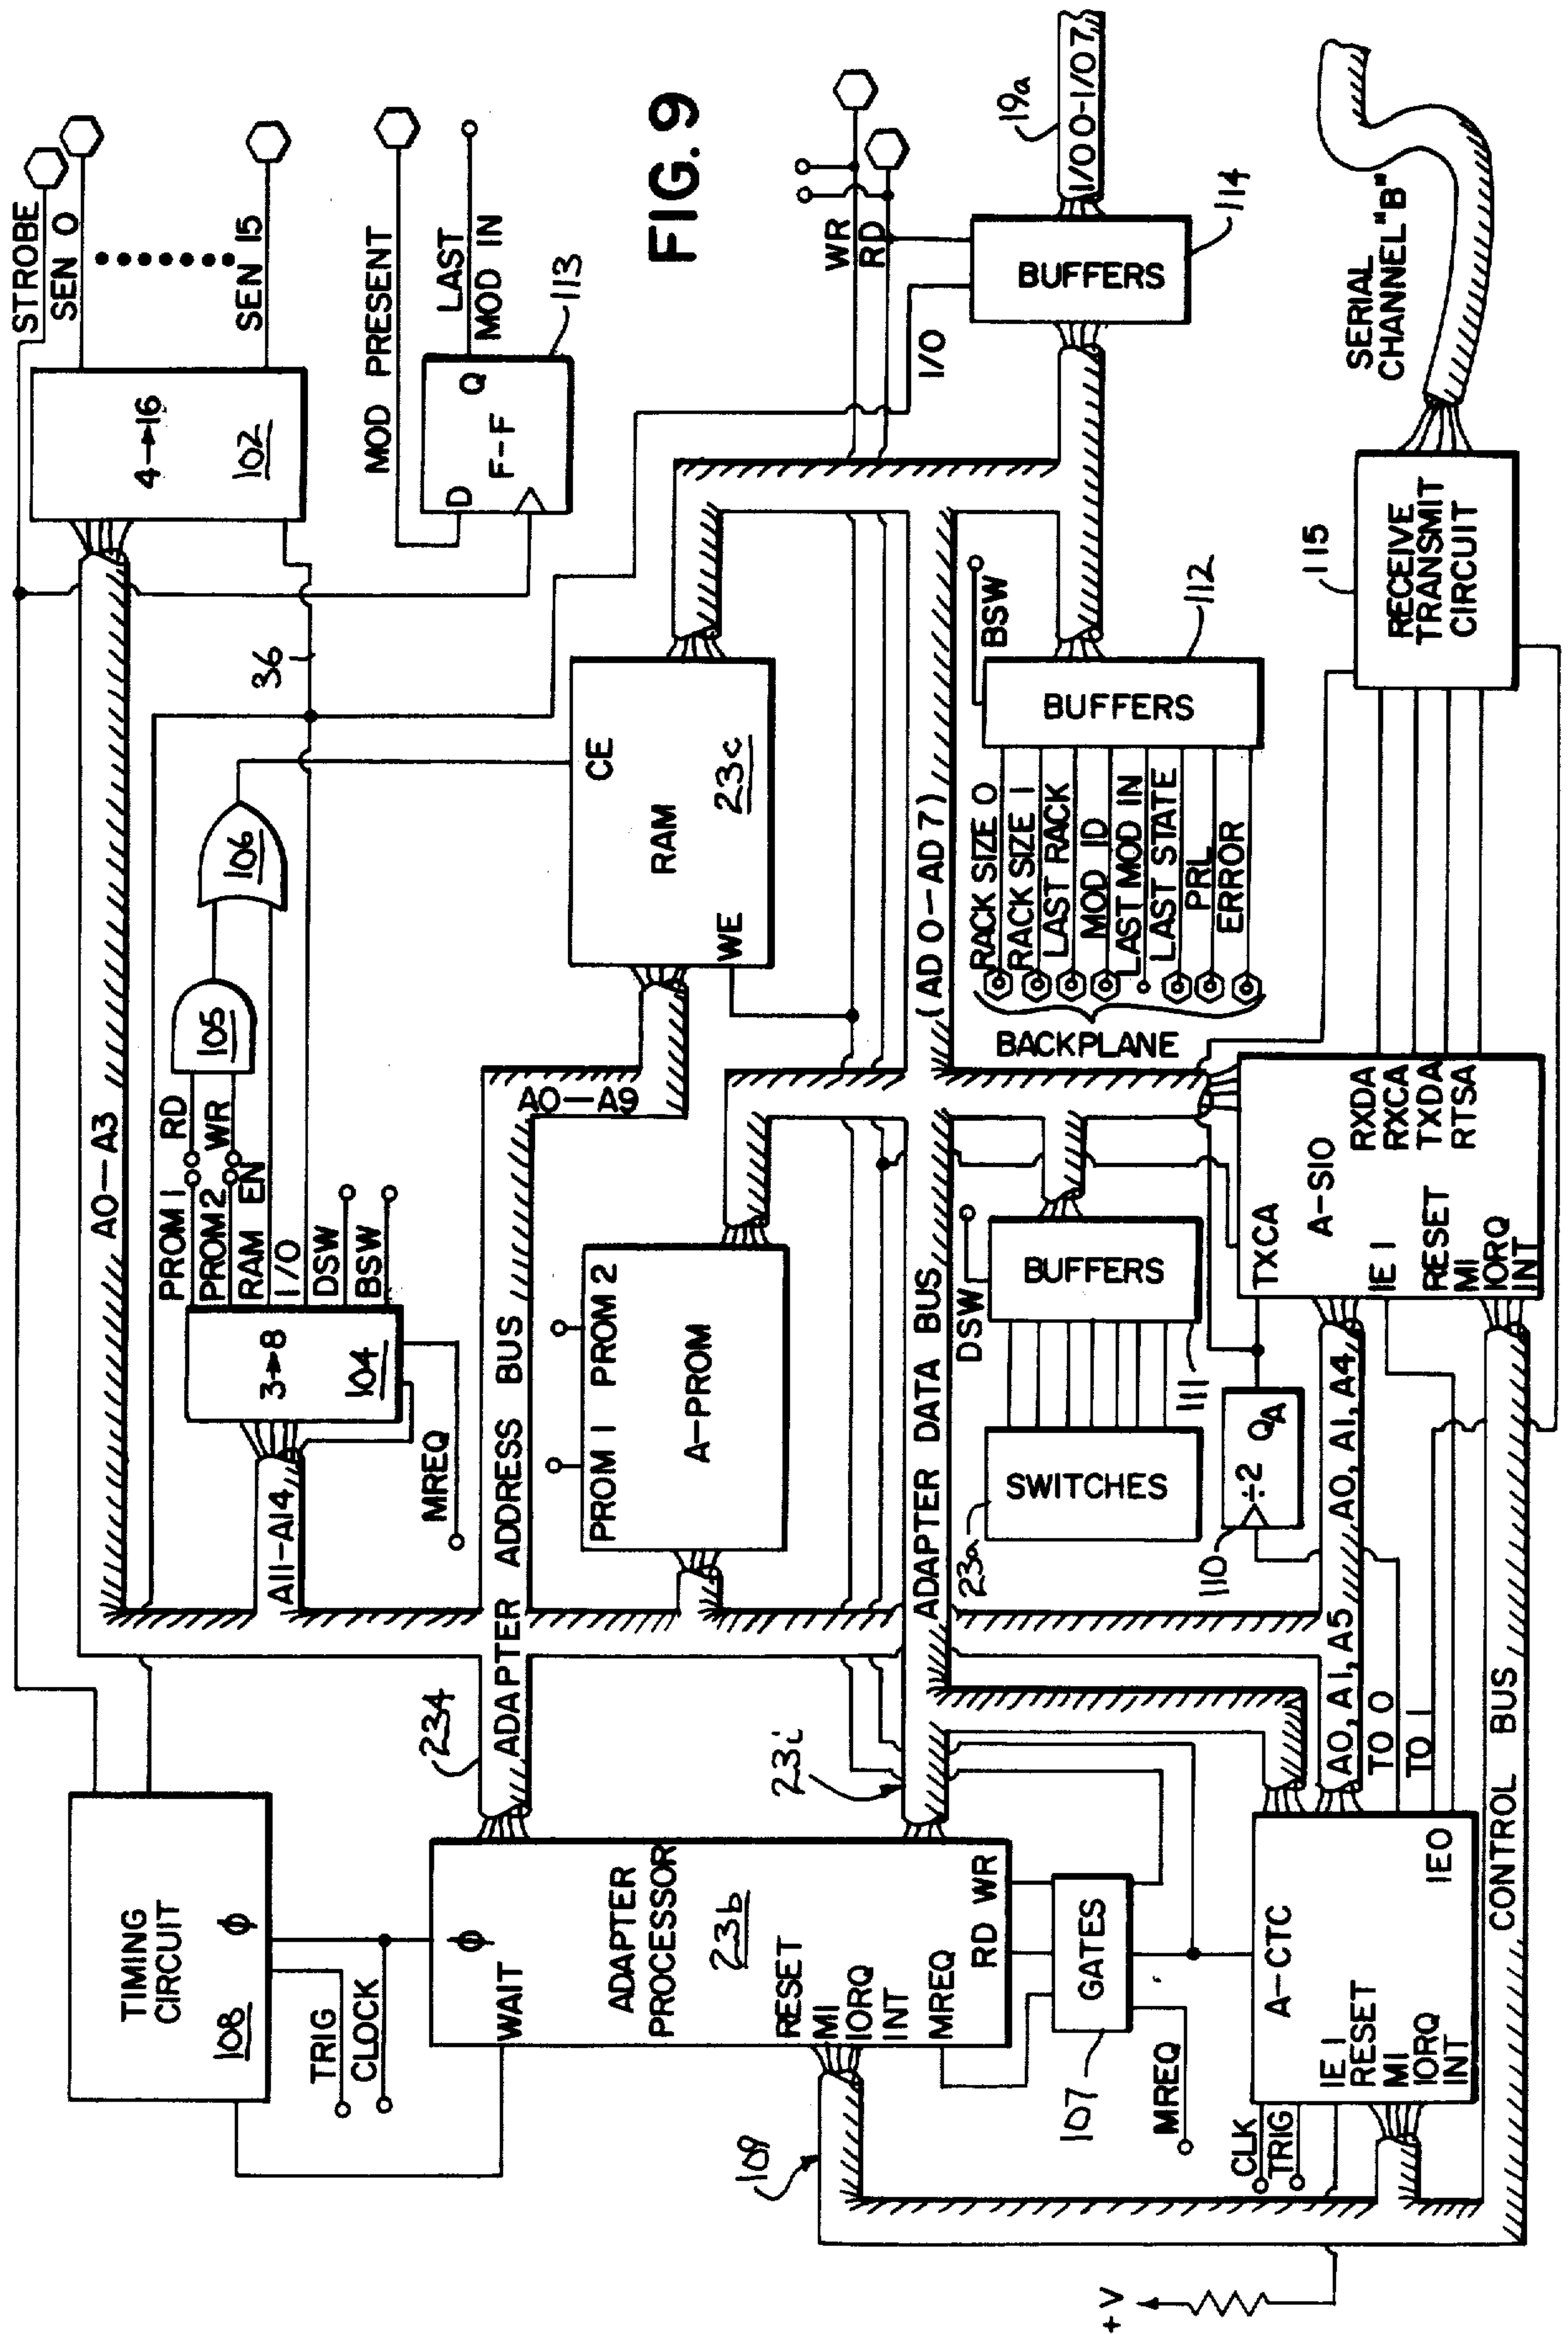 FIG. 9
TIMING
CIRCUIT
108
ϕ
TRIG
CLOCK
ϕ
WAIT
ADAPTER
PROCESSOR
23b
RESET
MI
IORQ
INT
MREQ
RD WR
GATES
107
MREQ
109
CLK
TRIG
+V
A-CTC
IE I
RESET
MI
IORQ
INT
IEO
CONTROL BUS
TO 0
TO 1
A0, A1, A5
A0, A1, A4
234
ADAPTER ADDRESS BUS
A0-A9
23i
ADAPTER DATA BUS
(AD 0-AD 7)
A0-A3
A11-A14
3→8
104
MREQ
PROM 1
PROM 2
RAM EN
I/O
DSW
BSW
RD
WR
105
106
36
4→16
102
STROBE
SEN 0
SEN 15
MOD PRESENT
LAST
MOD IN
D
Q
F-F
113
PROM 1
PROM 2
A-PROM
RAM
23c
CE
WE
SWITCHES
23a
BUFFERS
111
DSW
÷2
QA
110
TXCA
A-SIO
IE I
RESET
MI
IORQ
INT
RXDA
RXCA
TXDA
RTSA
BACKPLANE
RACK SIZE 0
RACK SIZE 1
LAST RACK
MOD ID
LAST MOD IN
LAST STATE
PRL
ERROR
BUFFERS
112
BSW
WR
RD
I/O
BUFFERS
114
19a
I/O 0-I/O 7
RECEIVE
TRANSMIT
CIRCUIT
115
SERIAL
CHANNEL "B"